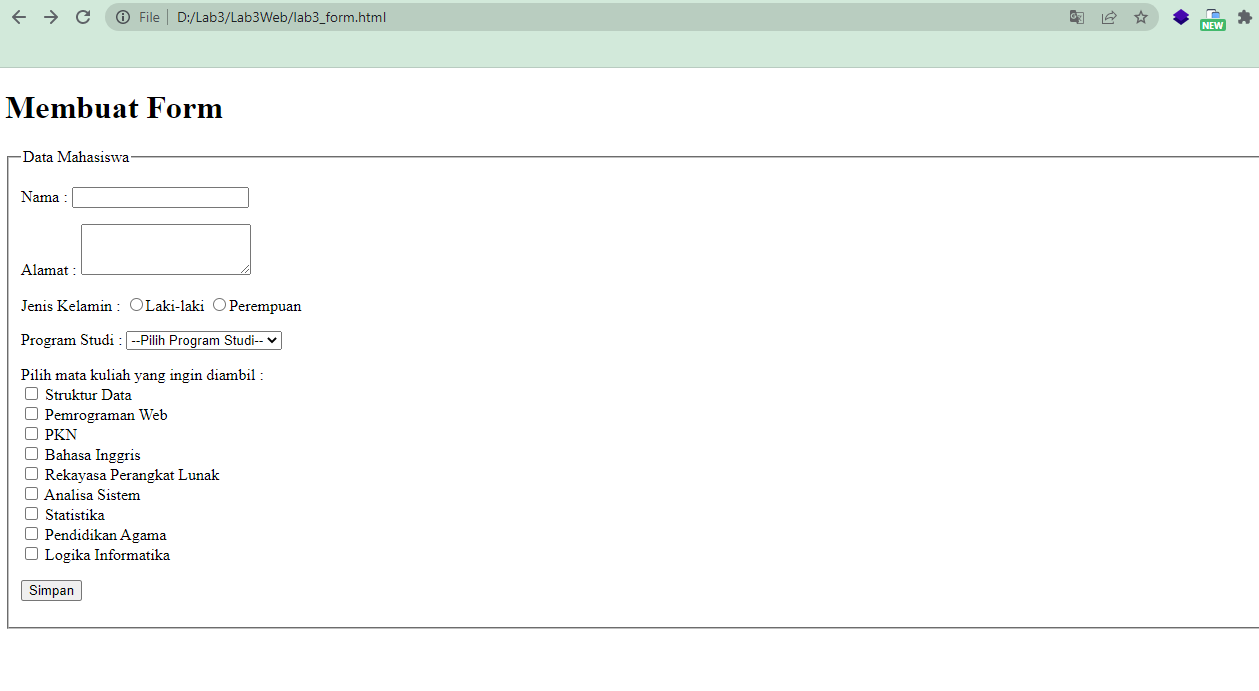 File | D:/Lab3/Lab3Web/lab3_form.html
NEW
Membuat Form
Data Mahasiswa
Nama :
Alamat :
Jenis Kelamin : Laki-laki Perempuan
Program Studi : --Pilih Program Studi--
Pilih mata kuliah yang ingin diambil :
Struktur Data
Pemrograman Web
PKN
Bahasa Inggris
Rekayasa Perangkat Lunak
Analisa Sistem
Statistika
Pendidikan Agama
Logika Informatika
Simpan